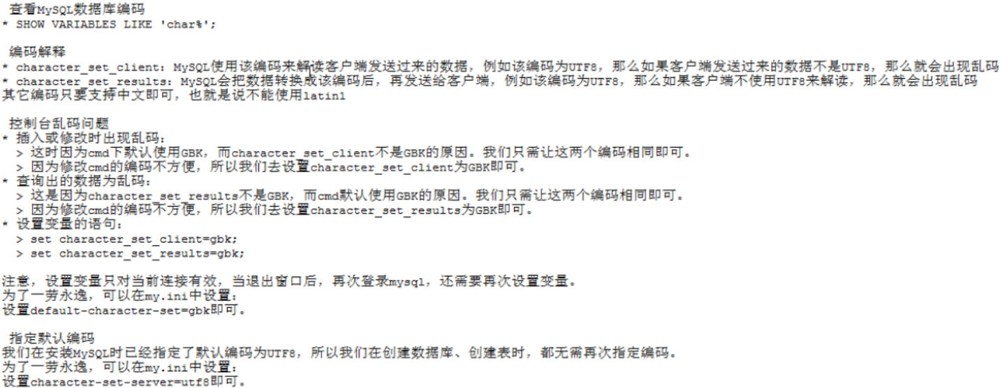 查看MySQL数据库编码
* SHOW VARIABLES LIKE 'char%';
编码解释
* character_set_client：MySQL使用该编码来解读客户端发送过来的数据，例如该编码为UTF8，那么如果客户端发送过来的数据不是UTF8，那么就会出现乱码
* character_set_results：MySQL会把数据转换成该编码后，再发送给客户端，例如该编码为UTF8，那么如果客户端不使用UTF8来解读，那么就会出现乱码
其它编码只要支持中文即可，也就是说不能使用latin1
控制台乱码问题
* 插入或修改时出现乱码：
> 这时因为cmd下默认使用GBK，而character_set_client不是GBK的原因。我们只需让这两个编码相同即可。
> 因为修改cmd的编码不方便，所以我们去设置character_set_client为GBK即可。
* 查询出的数据为乱码：
> 这是因为character_set_results不是GBK，而cmd默认使用GBK的原因。我们只需让这两个编码相同即可。
> 因为修改cmd的编码不方便，所以我们去设置character_set_results为GBK即可。
* 设置变量的语句：
> set character_set_client=gbk;
> set character_set_results=gbk;
注意，设置变量只对当前连接有效，当退出窗口后，再次登录mysql，还需要再次设置变量。
为了一劳永逸，可以在my.ini中设置：
设置default-character-set=gbk即可。
指定默认编码
我们在安装MySQL时已经指定了默认编码为UTF8，所以我们在创建数据库、创建表时，都无需再次指定编码。
为了一劳永逸，可以在my.ini中设置：
设置character-set-server=utf8即可。